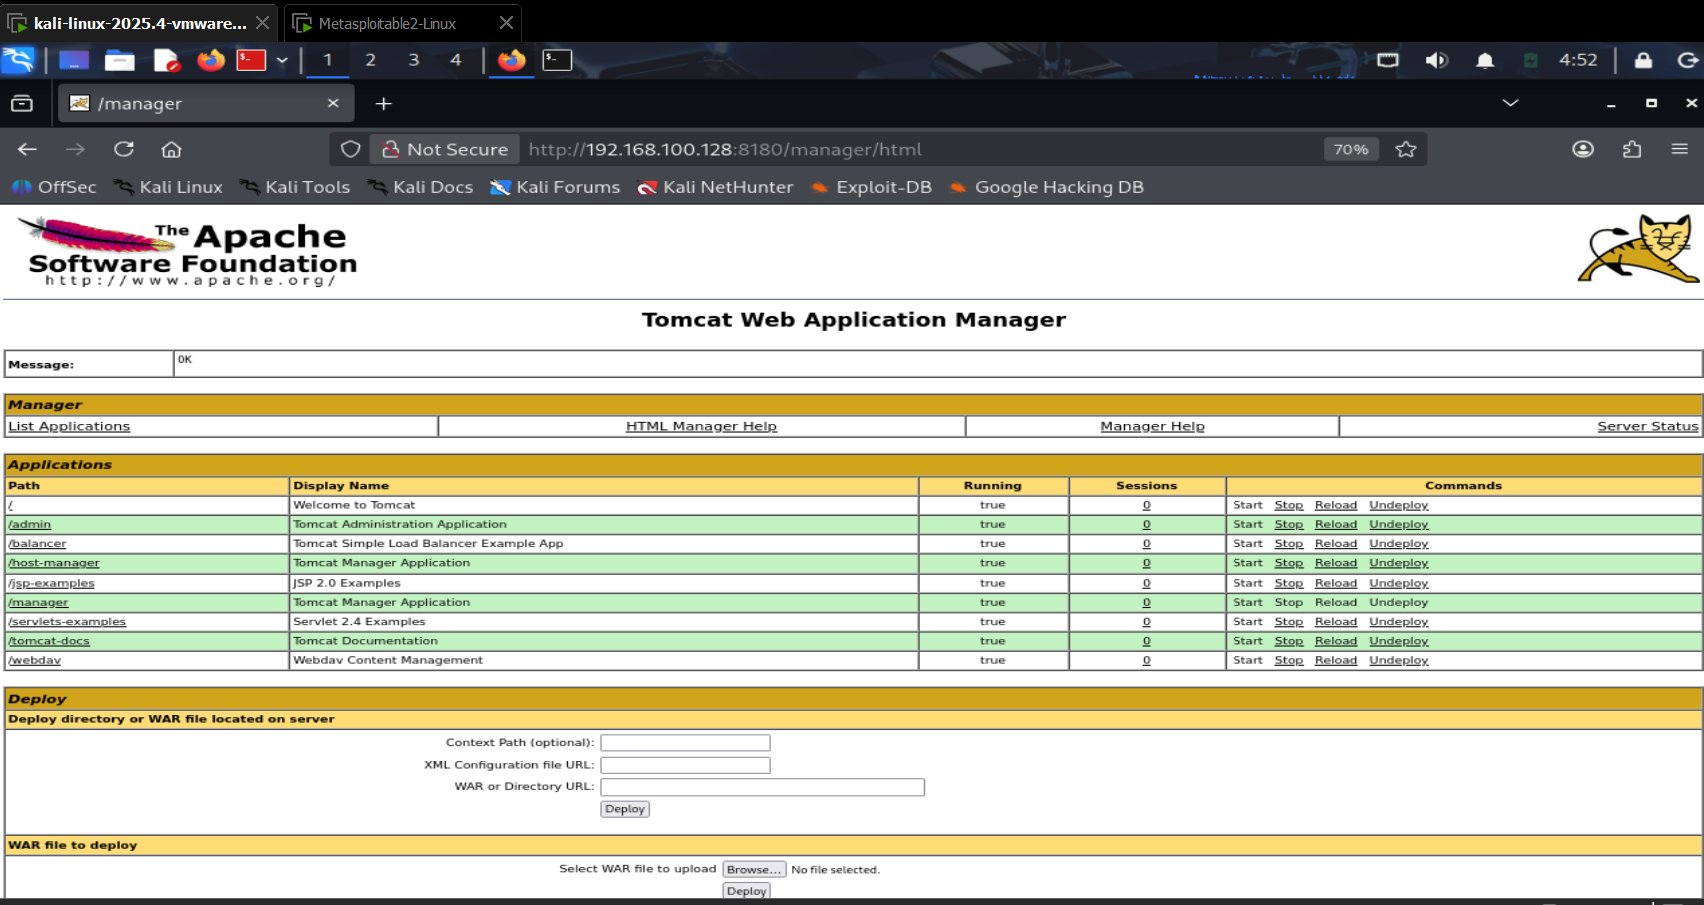 kali-linux-2025.4-vmware... Metasploitable2-Linux
1 2 3 4 4:52
/manager
Not Secure http://192.168.100.128:8180/manager/html 70%
OffSec Kali Linux Kali Tools Kali Docs Kali Forums Kali NetHunter Exploit-DB Google Hacking DB
The Apache
Software Foundation
http://www.apache.org/
Tomcat Web Application Manager
Message: OK
Manager
List Applications HTML Manager Help Manager Help Server Status
Applications
Path Display Name Running Sessions Commands
/ Welcome to Tomcat true 0 Start Stop Reload Undeploy
/admin Tomcat Administration Application true 0 Start Stop Reload Undeploy
/balancer Tomcat Simple Load Balancer Example App true 0 Start Stop Reload Undeploy
/host-manager Tomcat Manager Application true 0 Start Stop Reload Undeploy
/jsp-examples JSP 2.0 Examples true 0 Start Stop Reload Undeploy
/manager Tomcat Manager Application true 0 Start Stop Reload Undeploy
/servlets-examples Servlet 2.4 Examples true 0 Start Stop Reload Undeploy
/tomcat-docs Tomcat Documentation true 0 Start Stop Reload Undeploy
/webdav Webdav Content Management true 0 Start Stop Reload Undeploy
Deploy
Deploy directory or WAR file located on server
Context Path (optional):
XML Configuration file URL:
WAR or Directory URL:
Deploy
WAR file to deploy
Select WAR file to upload Browse... No file selected.
Deploy